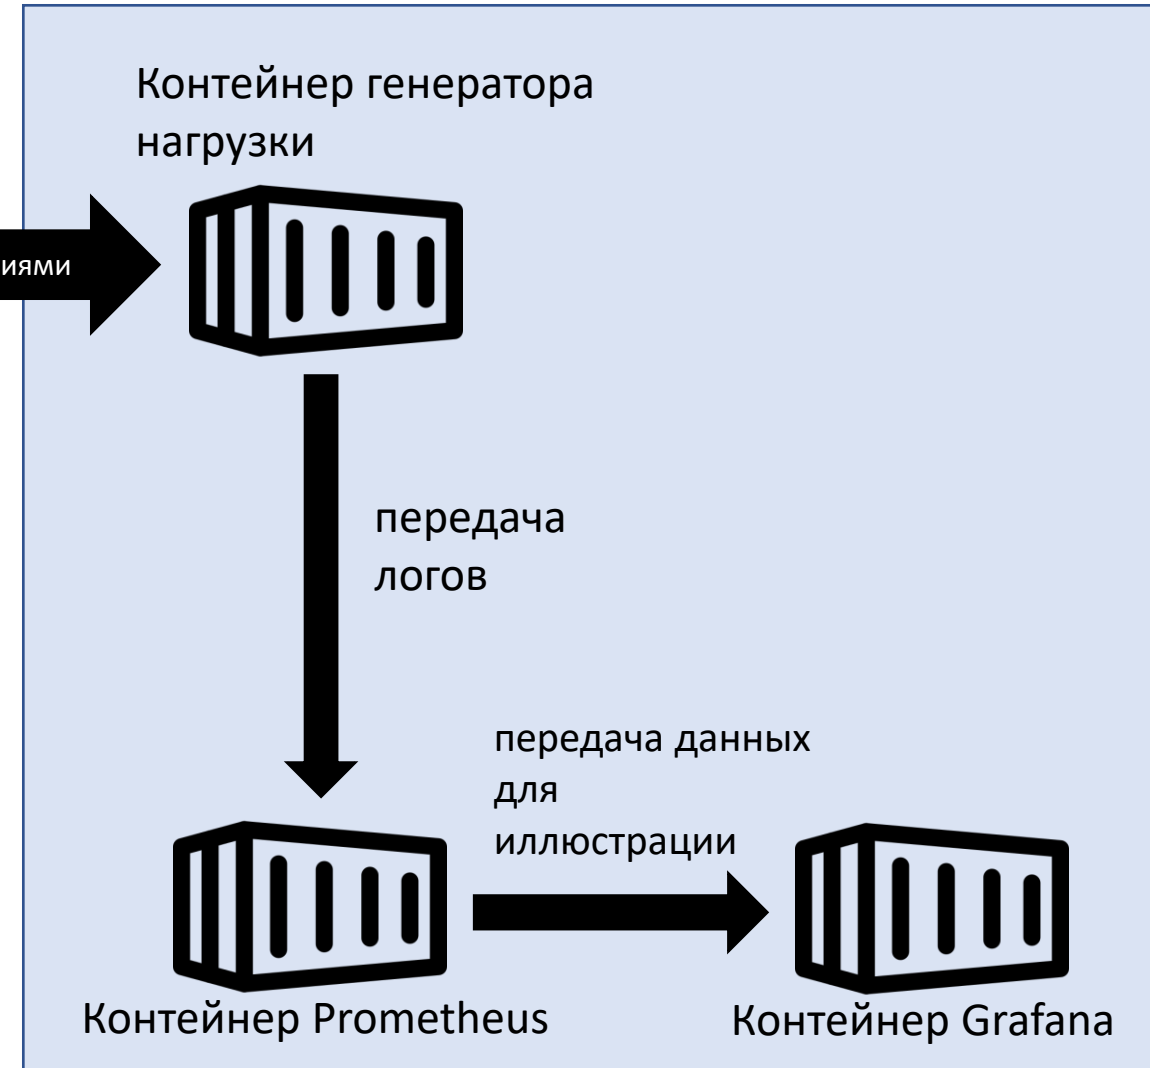 Контейнер генератора
нагрузки
иями
передача
логов
передача данных
для
иллюстрации
Контейнер Prometheus
Контейнер Grafana